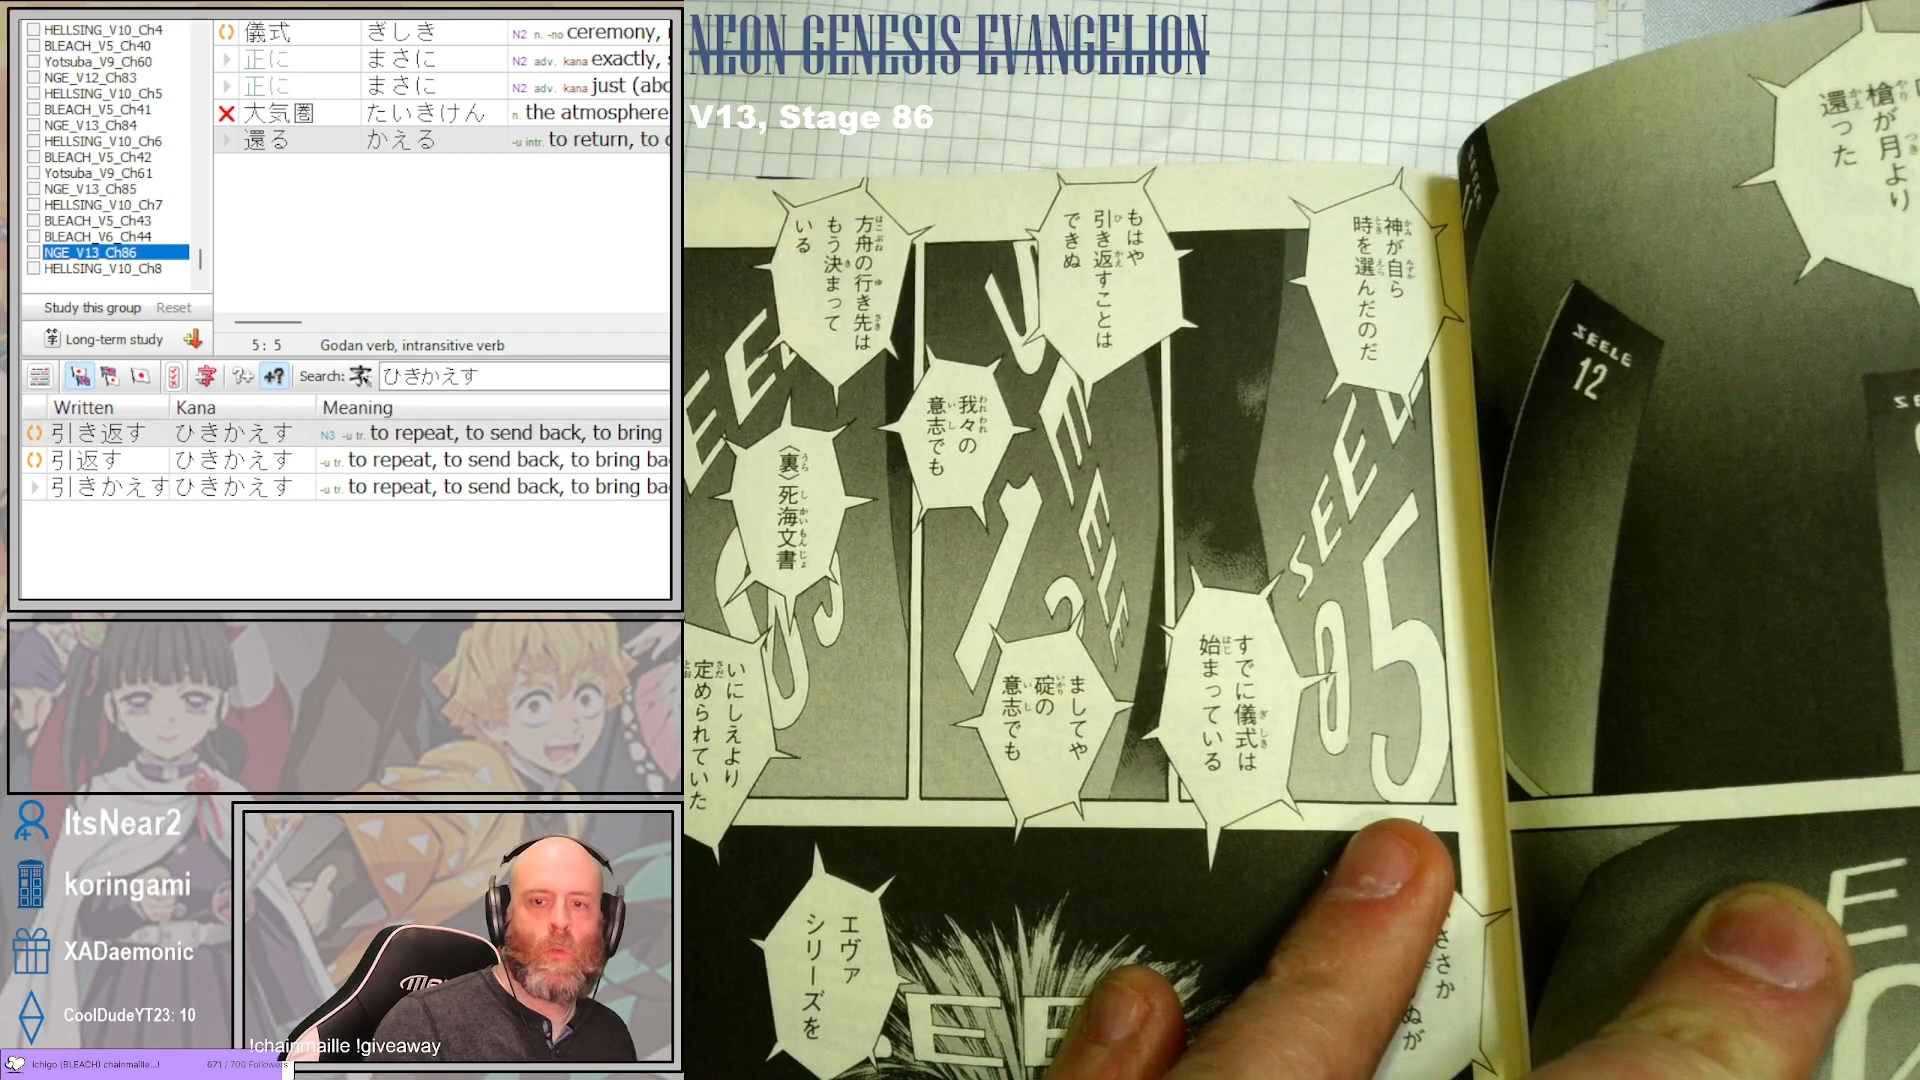 HELLSING_V10_Ch4
BLEACH_V5_Ch40
Yotsuba_V9_Ch60
NGE_V12_Ch83
HELLSING_V10_Ch5
BLEACH_V5_Ch41
NGE_V13_Ch84
HELLSING_V10_Ch6
BLEACH_V5_Ch42
Yotsuba_V9_Ch61
NGE_V13_Ch85
HELLSING_V10_Ch7
BLEACH_V5_Ch43
BLEACH_V6_Ch44
NGE_V13_Ch86
HELLSING_V10_Ch8
Study this group Reset
Long-term study
儀式 ぎしき N2 n. -no ceremony,
正に まさに N2 adv. kana exactly,
正に まさに N2 adv. kana just (abo
大気圏 たいきけん n. the atmosphere
還る かえる -u intr. to return, to
5: 5 Godan verb, intransitive verb
Search: ひきかえす
Written Kana Meaning
引き返す ひきかえす N3 -u tr. to repeat, to send back, to bring
引返す ひきかえす -u tr. to repeat, to send back, to bring ba
引きかえす ひきかえす -u tr. to repeat, to send back, to bring ba
NEON GENESIS EVANGELION
V13, Stage 86
槍が月より
還った
SEELE
12
神が自ら
時を選んだのだ
SEELE
05
すでに儀式は
始まっている
もはや
引き返すことは
できぬ
我々の
意志でも
ましてや
碇の
意志でも
方舟の行き先は
もう決まって
いる
〈裏〉死海文書
いにしえより
定められていた
エヴァ
シリーズを
ItsNear2
koringami
XADaemonic
CoolDudeYT23: 10
!chainmaille !giveaway
Ichigo (BLEACH) chainmaille...!
671 / 700 Followers